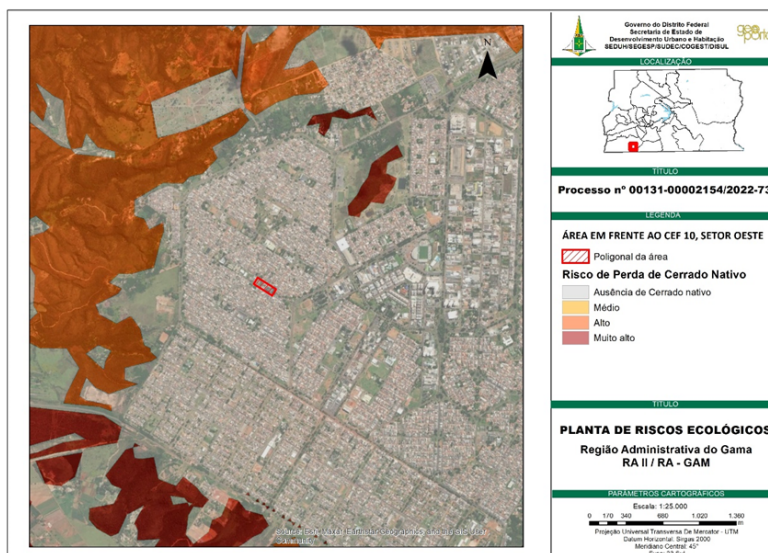 N
Governo do Distrito Federal
Secretaria de Estado de
Desenvolvimento Urbano e Habitação
SEDUH/SEGESP/SUDEC/COGEST/DISUL
LOCALIZAÇÃO
TÍTULO
Processo nº 00131-00002154/2022-73
LEGENDA
ÁREA EM FRENTE AO CEF 10, SETOR OESTE
Poligonal da área
Risco de Perda de Cerrado Nativo
Ausência de Cerrado nativo
Médio
Alto
Muito alto
TÍTULO
PLANTA DE RISCOS ECOLÓGICOS
Região Administrativa do Gama
RA II / RA - GAM
PARÂMETROS CARTOGRÁFICOS
Escala: 1:25.000
0 170 340 680 1.020 1.360
Projeção Universal Transversa De Mercator - UTM
Datum Horizontal: Sirgas 2000
Meridiano Central: 45°